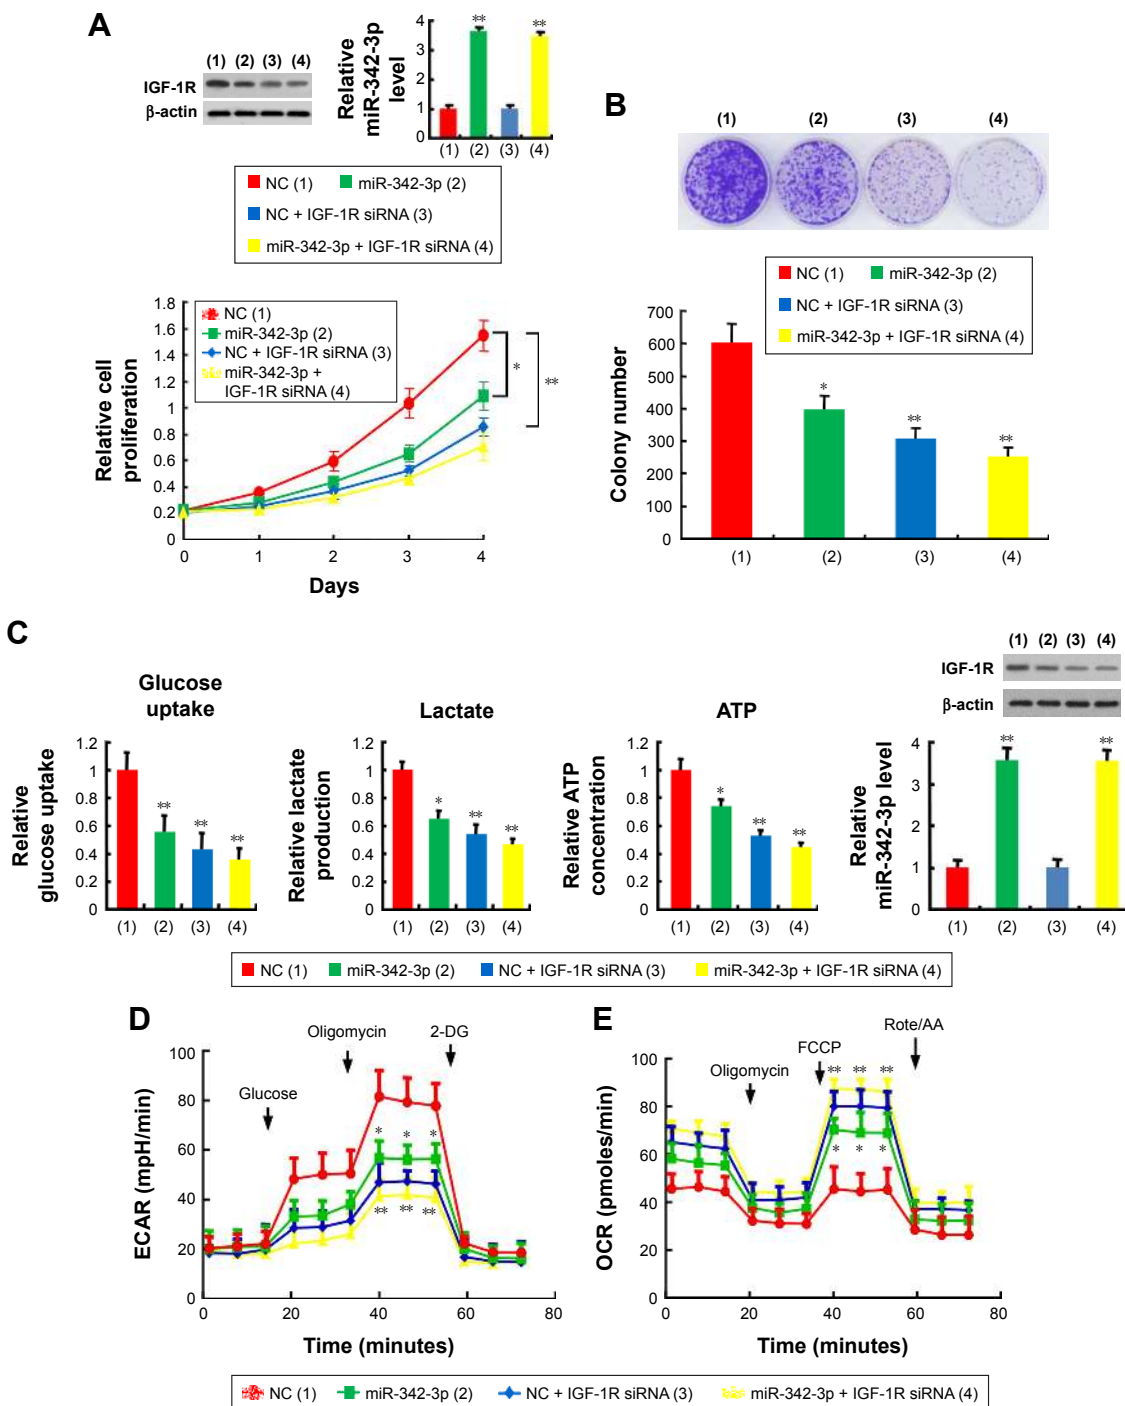 A
(1) (2) (3) (4)
IGF-1R
β-actin
Relative
miR-342-3p
level
4
3
2
1
0
**
**
(1) (2) (3) (4)
NC (1)
miR-342-3p (2)
NC + IGF-1R siRNA (3)
miR-342-3p + IGF-1R siRNA (4)
Relative cell
proliferation
1.8
1.6
1.4
1.2
1
0.8
0.6
0.4
0.2
0
NC (1)
miR-342-3p (2)
NC + IGF-1R siRNA (3)
miR-342-3p +
IGF-1R siRNA (4)
*
**
0 1 2 3 4
Days
B
(1) (2) (3) (4)
NC (1)
miR-342-3p (2)
NC + IGF-1R siRNA (3)
miR-342-3p + IGF-1R siRNA (4)
Colony number
700
600
500
400
300
200
100
0
*
**
**
(1) (2) (3) (4)
C
Glucose
uptake
Relative
glucose uptake
1.2
1
0.8
0.6
0.4
0.2
0
**
**
**
(1) (2) (3) (4)
Lactate
Relative lactate
production
1.2
1
0.8
0.6
0.4
0.2
0
*
**
**
(1) (2) (3) (4)
ATP
Relative ATP
concentration
1.2
1
0.8
0.6
0.4
0.2
0
*
**
**
(1) (2) (3) (4)
(1) (2) (3) (4)
IGF-1R
β-actin
Relative
miR-342-3p level
4
3
2
1
0
**
**
(1) (2) (3) (4)
NC (1) miR-342-3p (2) NC + IGF-1R siRNA (3) miR-342-3p + IGF-1R siRNA (4)
D
ECAR (mpH/min)
100
80
60
40
20
0
Glucose
Oligomycin
2-DG
* * *
** ** **
0 20 40 60 80
Time (minutes)
E
OCR (pmoles/min)
100
80
60
40
20
0
Oligomycin
FCCP
Rote/AA
** ** **
* * *
0 20 40 60 80
Time (minutes)
NC (1) miR-342-3p (2) NC + IGF-1R siRNA (3) miR-342-3p + IGF-1R siRNA (4)